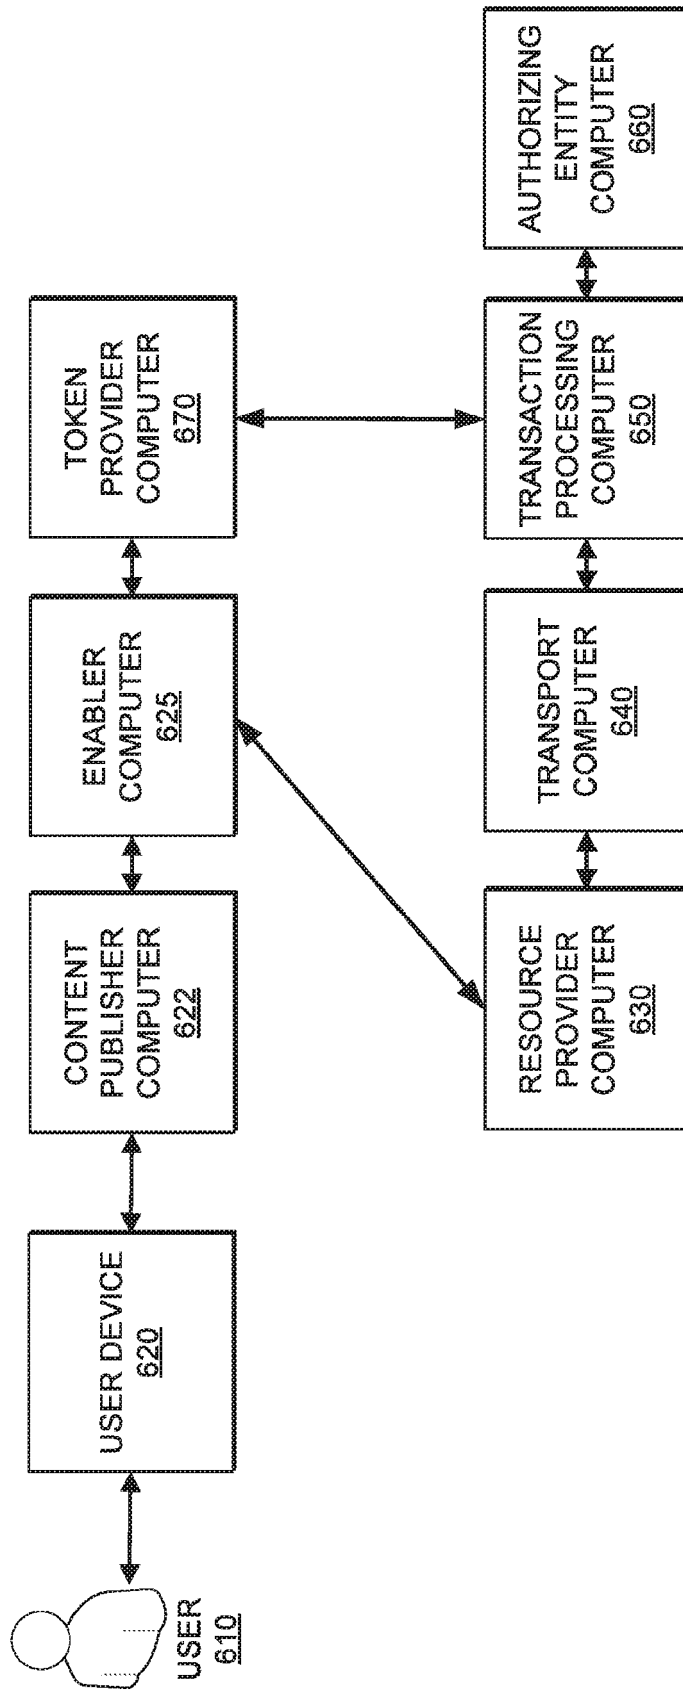 USER
610
USER DEVICE
620
CONTENT
PUBLISHER
COMPUTER
622
ENABLER
COMPUTER
625
TOKEN
PROVIDER
COMPUTER
670
RESOURCE
PROVIDER
COMPUTER
630
TRANSPORT
COMPUTER
640
TRANSACTION
PROCESSING
COMPUTER
650
AUTHORIZING
ENTITY
COMPUTER
660